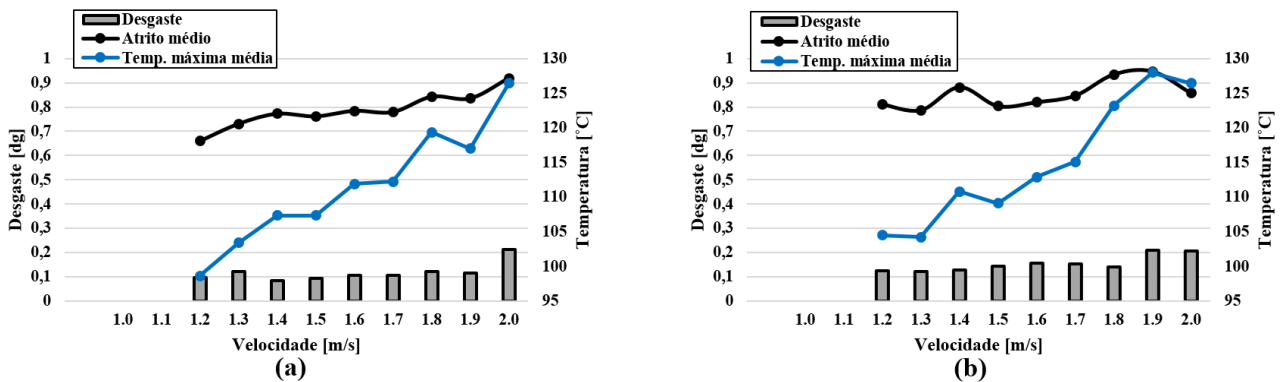 Desgaste
Atrito médio
Temp. máxima média
1
0,9
0,8
0,7
0,6
0,5
0,4
0,3
0,2
0,1
0
Desgaste [dg]
130
125
120
115
110
105
100
95
Temperatura [˚C]
1.0 1.1 1.2 1.3 1.4 1.5 1.6 1.7 1.8 1.9 2.0
Velocidade [m/s]
(a)
Desgaste
Atrito médio
Temp. máxima média
1
0,9
0,8
0,7
0,6
0,5
0,4
0,3
0,2
0,1
0
Desgaste [dg]
130
125
120
115
110
105
100
95
Temperatura [˚C]
1.0 1.1 1.2 1.3 1.4 1.5 1.6 1.7 1.8 1.9 2.0
Velocidade [m/s]
(b)